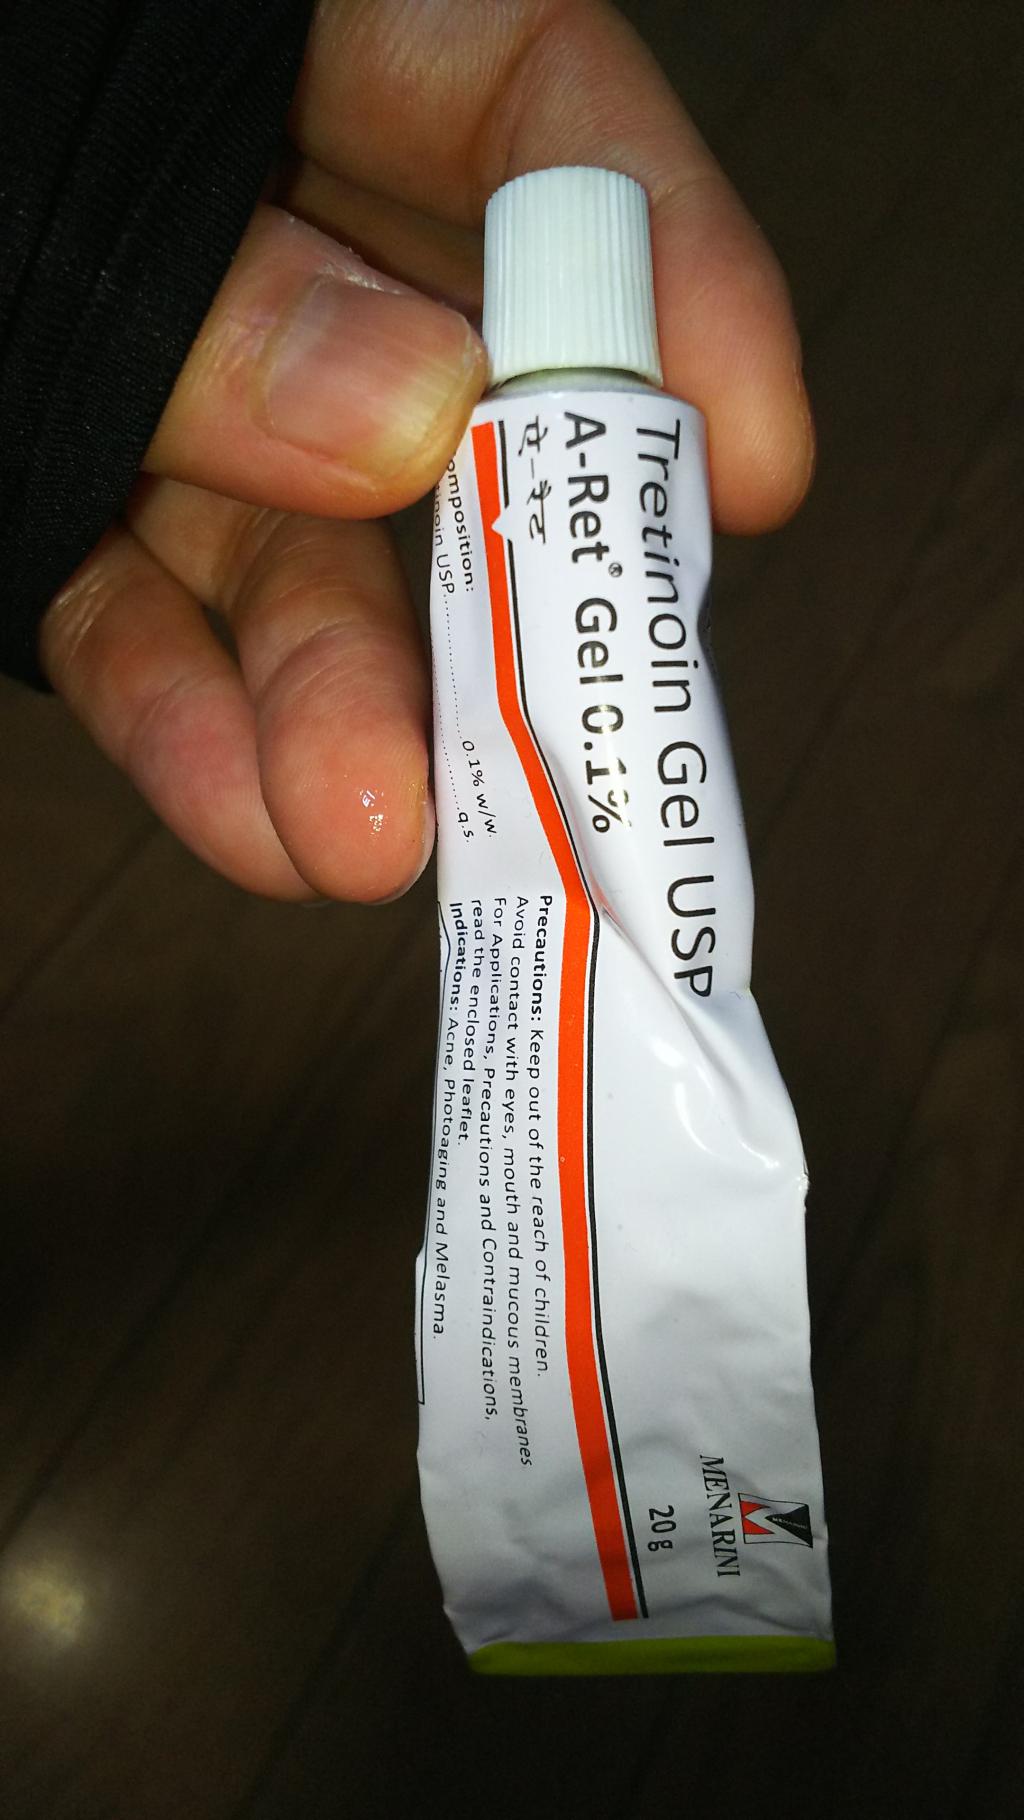 Tretinoin Gel USP
A-Ret® Gel 0.1%
ऐ-रेट
MENARINI
20 g
omposition:
inoin USP....................0.1% w/w.
....................q.s.
Precautions: Keep out of the reach of children.
Avoid contact with eyes, mouth and mucous membranes
For Applications, Precautions and Contraindications,
read the enclosed leaflet.
Indications: Acne, Photoaging and Melasma.